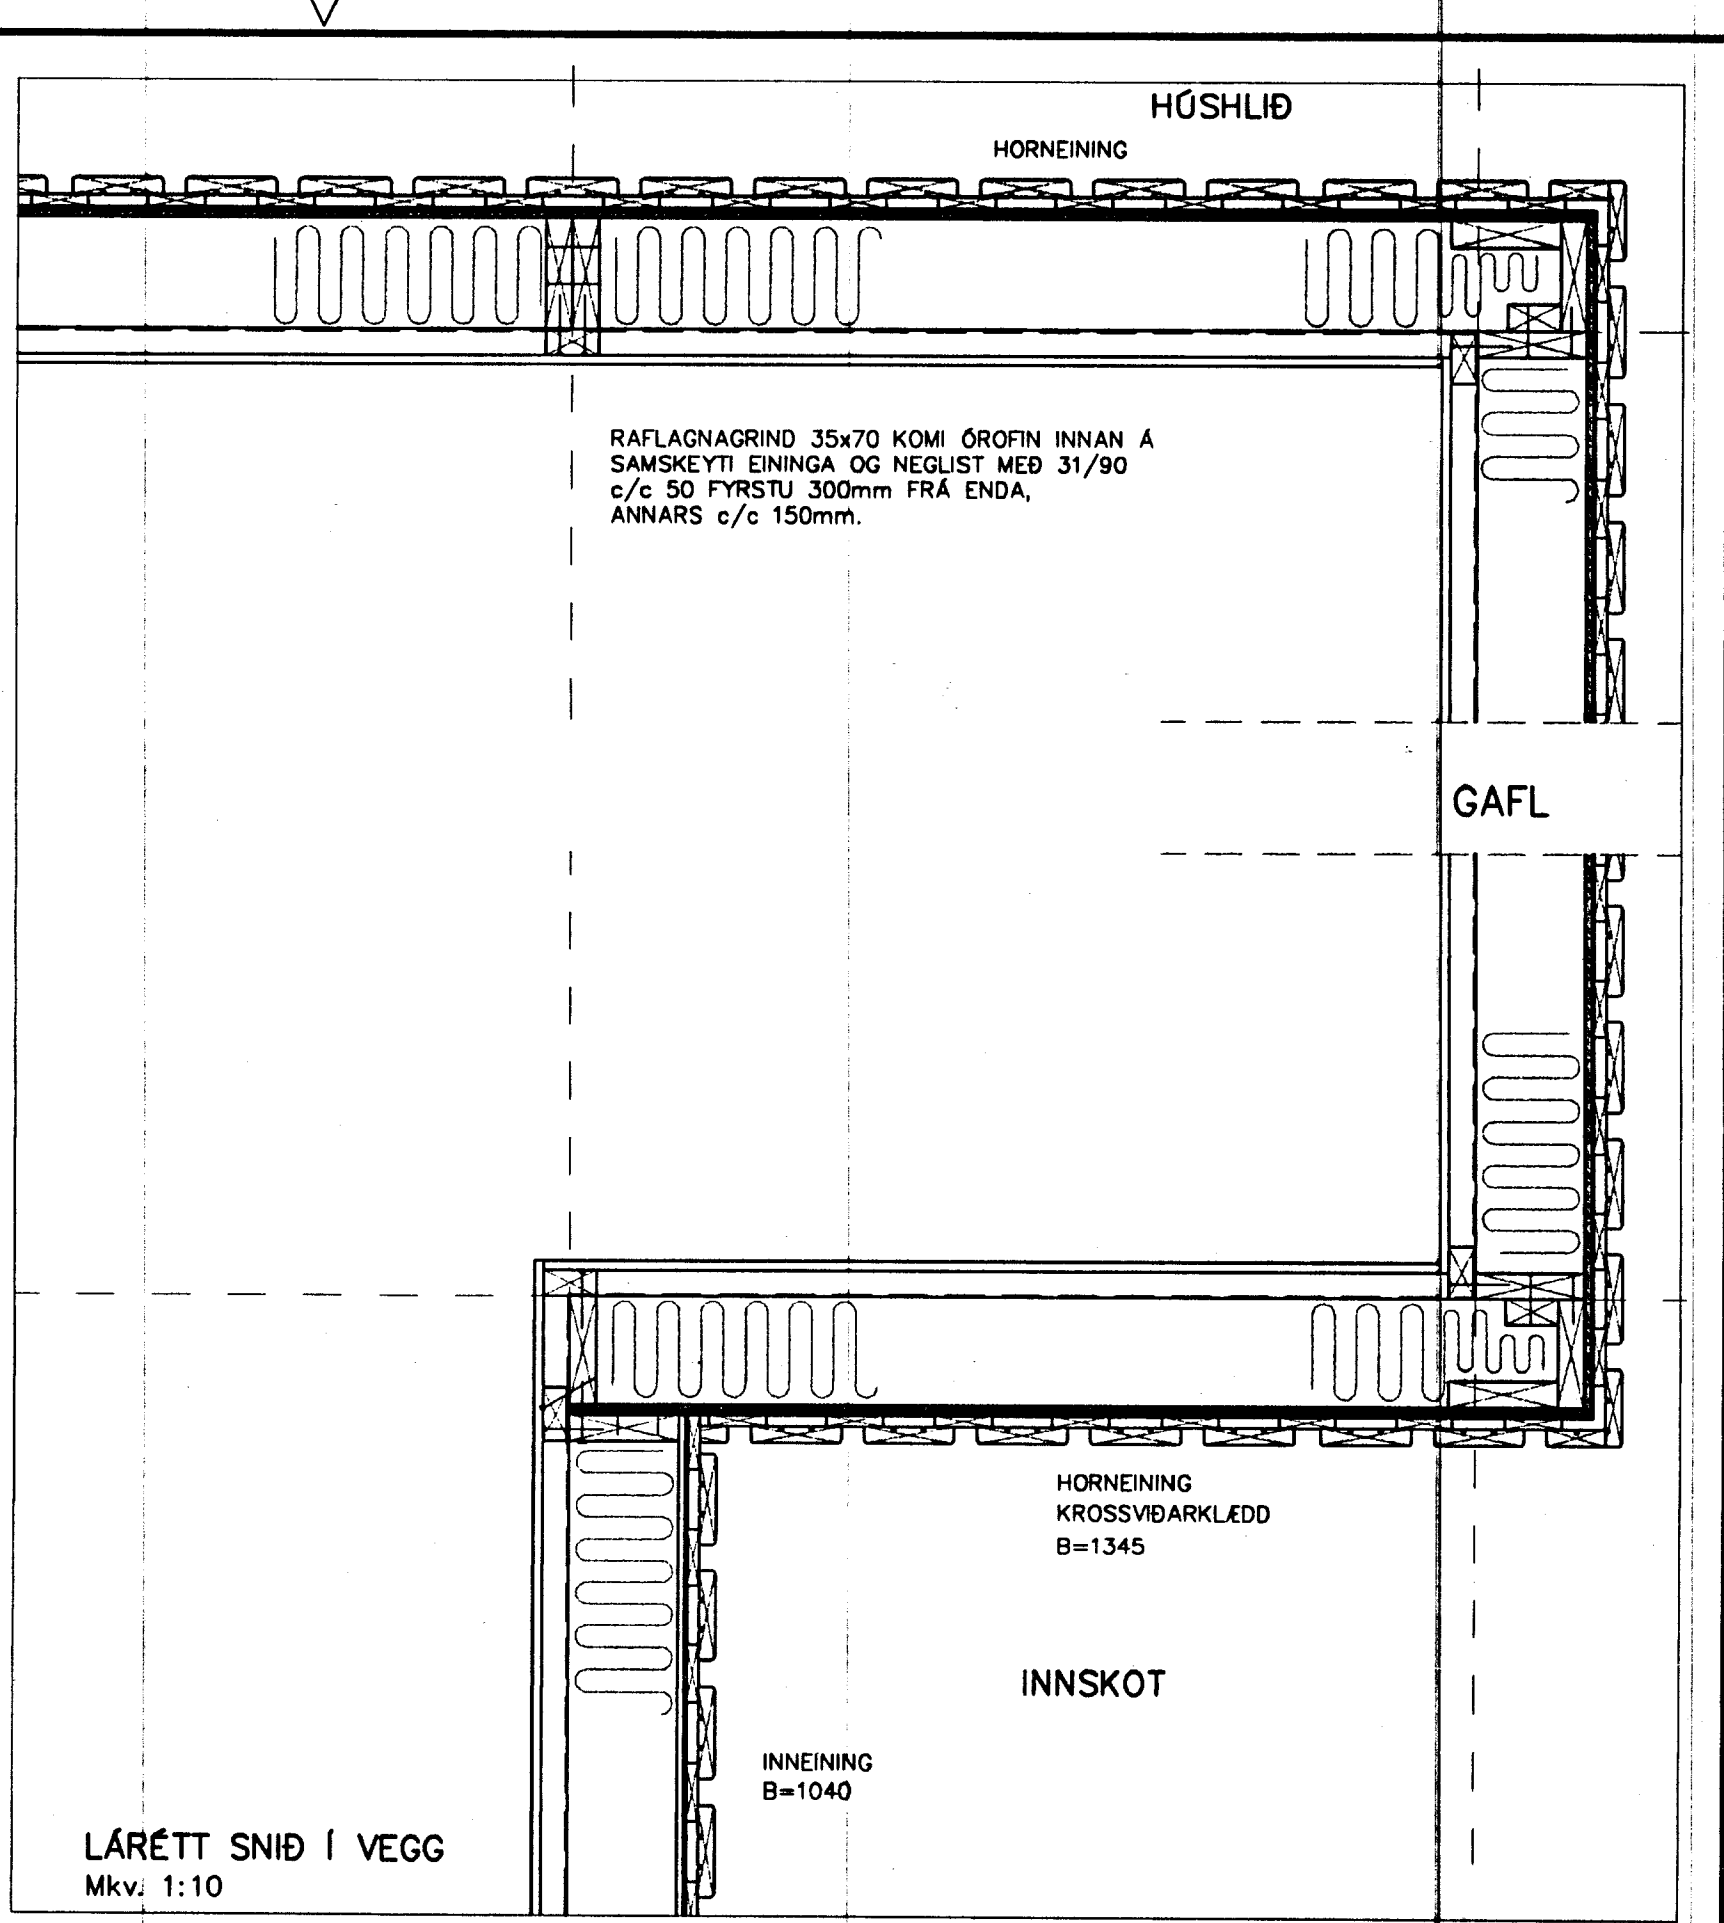 HÚSHLIÐ
HORNEINING
RAFLAGNAGRIND 35x70 KOMI ÓROFIN INNAN Á
SAMSKEYTI EININGA OG NEGLIST MEÐ 31/90
c/c 50 FYRSTU 300mm FRÁ ENDA,
ANNARS c/c 150mm.
GAFL
HORNEINING
KROSSVIÐARKLÆDD
B=1345
INNSKOT
INNEINING
B=1040
LÁRÉTT SNIÐ Í VEGG
Mkv. 1:10